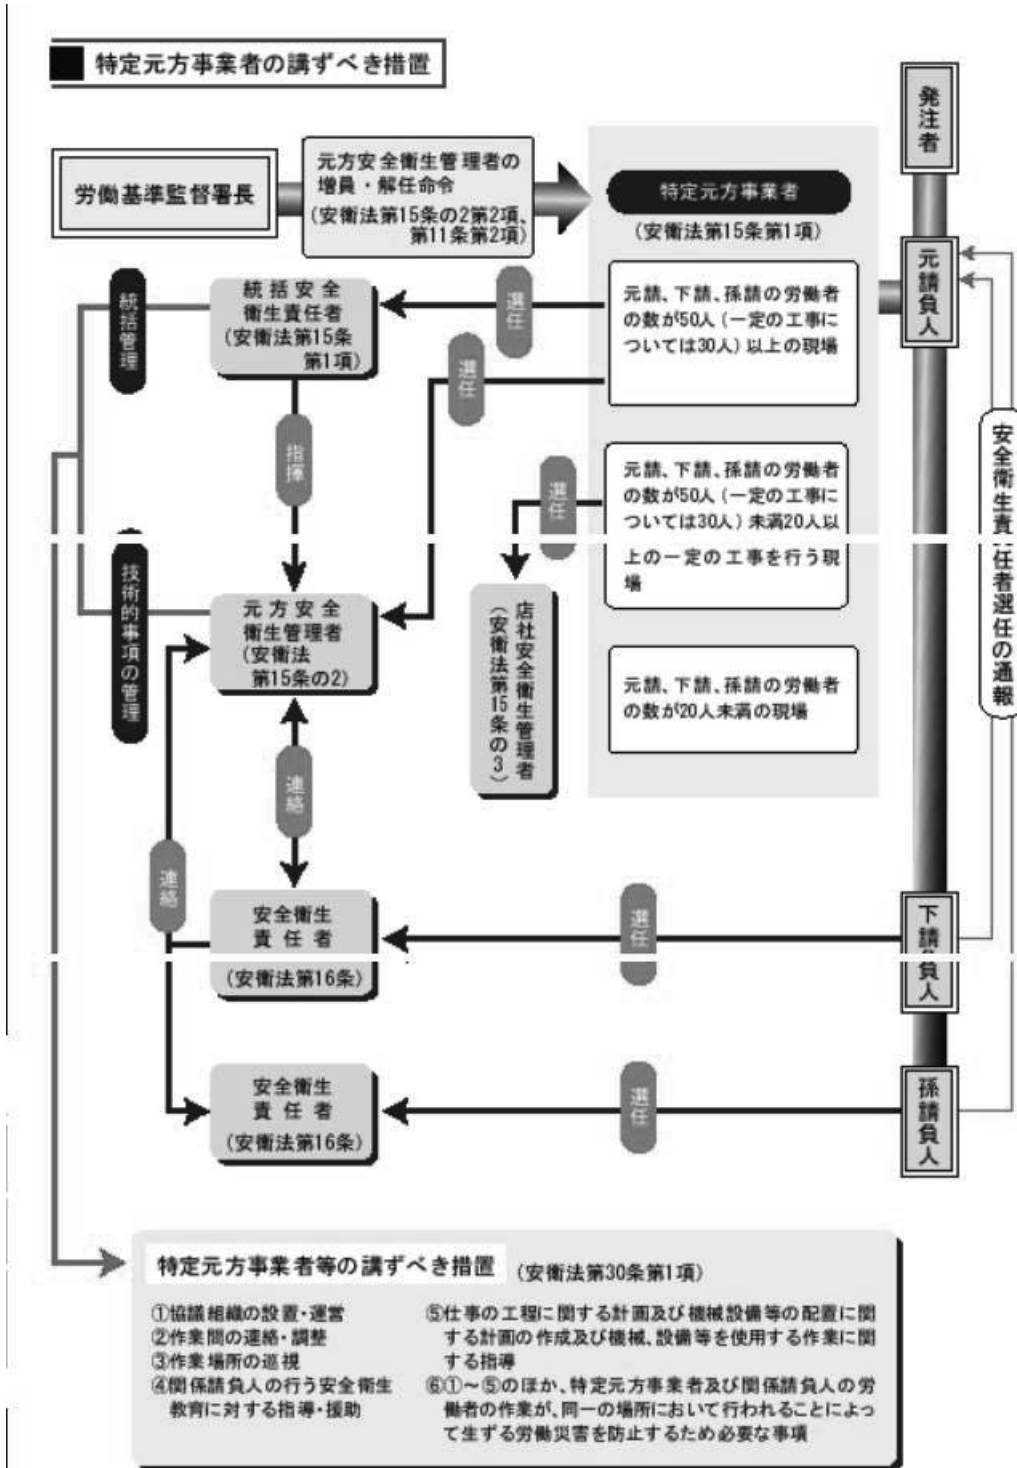 特定元方事業者の講ずべき措置
発注者
労働基準監督署長
元方安全衛生管理者の
増員・解任命令
(安衛法第15条の2第2項、
第11条第2項)
特定元方事業者
(安衛法第15条第1項)
元請負人
統括管理
統括安全
衛生責任者
(安衛法第15条
第1項)
選任
元請、下請、孫請の労働者
の数が50人(一定の工事に
ついては30人)以上の現場
選任
指揮
選任
元請、下請、孫請の労働者
の数が50人(一定の工事に
ついては30人)未満20人以
上の一定の工事を行う現
場
安全衛生責任者選任の通報
技術的事項の管理
元方安全
衛生管理者
(安衛法
第15条の2)
店社安全衛生管理者
(安衛法第15条の3)
元請、下請、孫請の労働者
の数が20人未満の現場
連絡
連絡
安全衛生
責任者
(安衛法第16条)
選任
下請負人
安全衛生
責任者
(安衛法第16条)
選任
孫請負人
特定元方事業者等の講ずべき措置 (安衛法第30条第1項)
①協議組織の設置・運営
②作業間の連絡・調整
③作業場所の巡視
④関係請負人の行う安全衛生
教育に対する指導・援助
⑤仕事の工程に関する計画及び機械設備等の配置に関
する計画の作成及び機械、設備等を使用する作業に関
する指導
⑥①～⑤のほか、特定元方事業者及び関係請負人の労
働者の作業が、同一の場所において行われることによっ
て生ずる労働災害を防止するため必要な事項